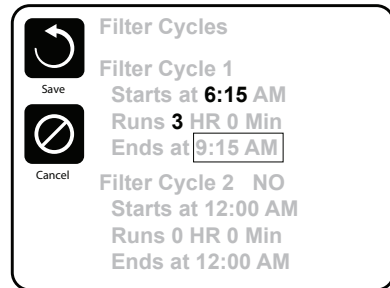 Filter Cycles
Filter Cycle 1
Save
Starts at 6:15 AM
Runs 3 HR 0 Min
Ends at 9:15 AM
Cancel
Filter Cycle 2 NO
Starts at 12:00 AM
Runs 0 HR 0 Min
Ends at 12:00 AM